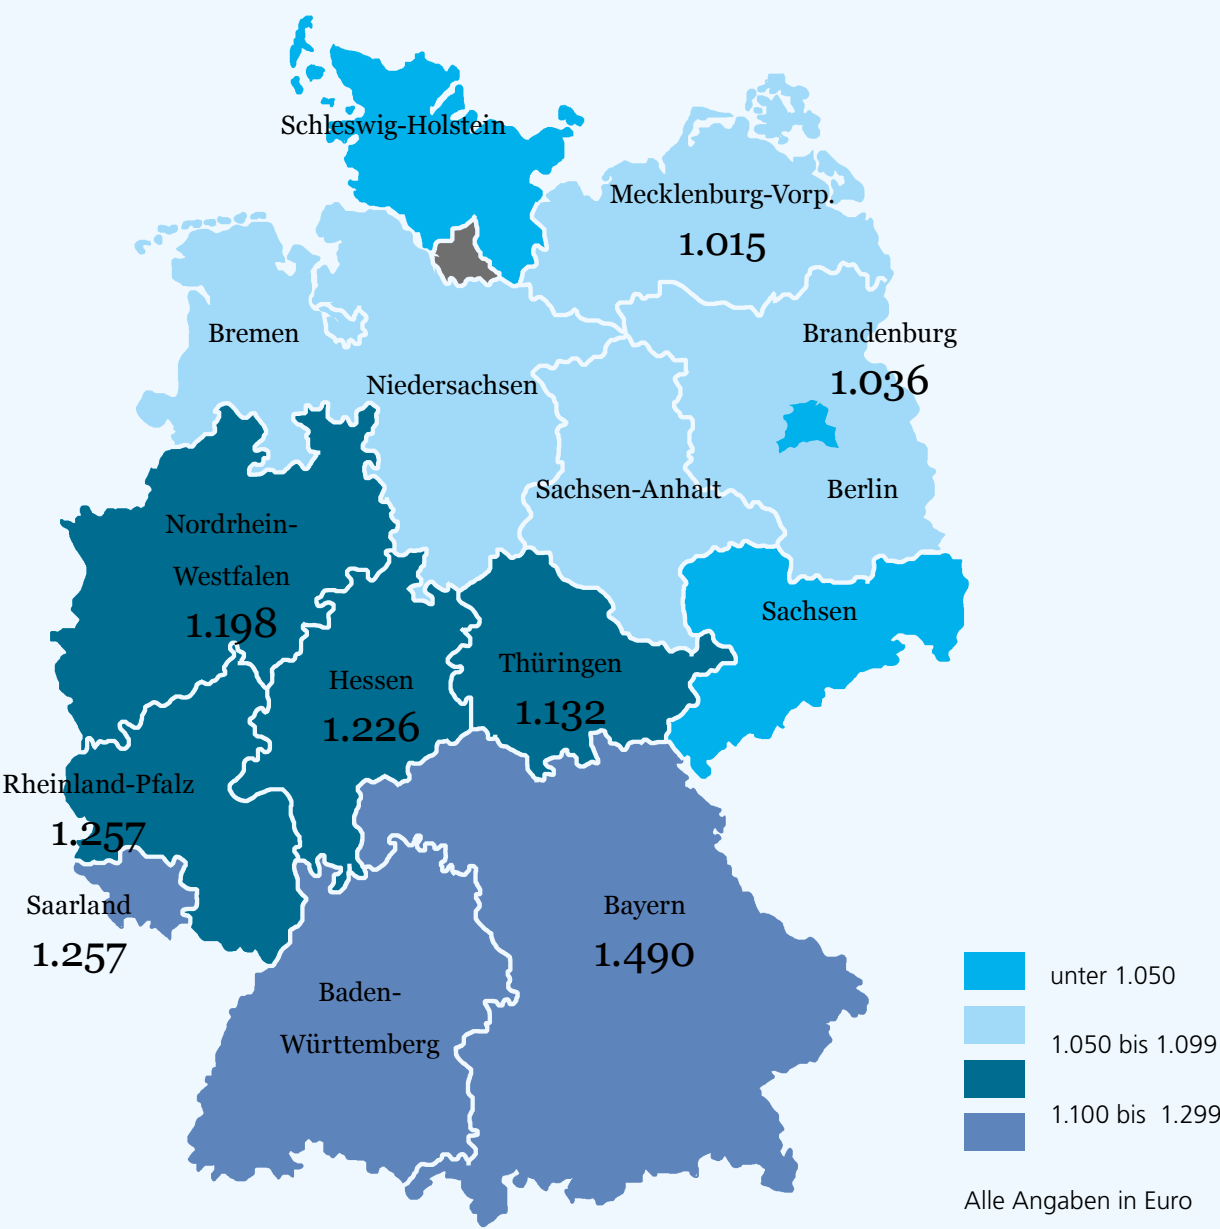 Schleswig-Holstein
Mecklenburg-Vorp.
1.015
Bremen
Brandenburg
1.036
Niedersachsen
Sachsen-Anhalt
Berlin
Nordrhein-
Westfalen
1.198
Sachsen
Hessen
1.226
Thüringen
1.132
Rheinland-Pfalz
1.257
Saarland
1.257
Bayern
1.490
Baden-
Württemberg
unter 1.050
1.050 bis 1.099
1.100 bis 1.299
Alle Angaben in Euro